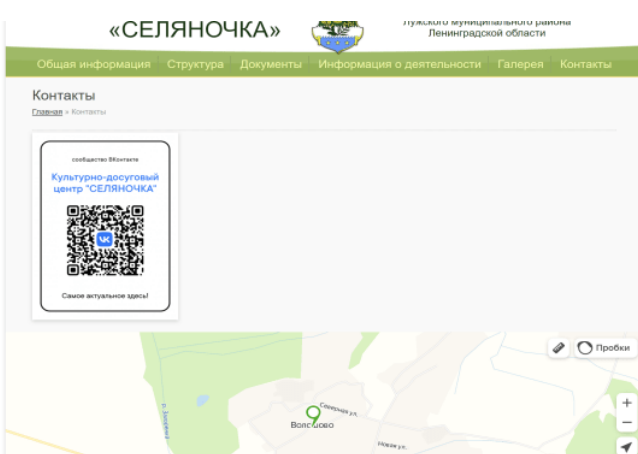 «СЕЛЯНОЧКА»
Лужского муниципального района
Ленинградской области
Общая информация Структура Документы Информация о деятельности Галерея Контакты
Контакты
Главная » Контакты
сообщество ВКонтакте
Культурно-досуговый
центр "СЕЛЯНОЧКА"
Самое актуальное здесь!
Пробки
Северная ул.
Новая ул.